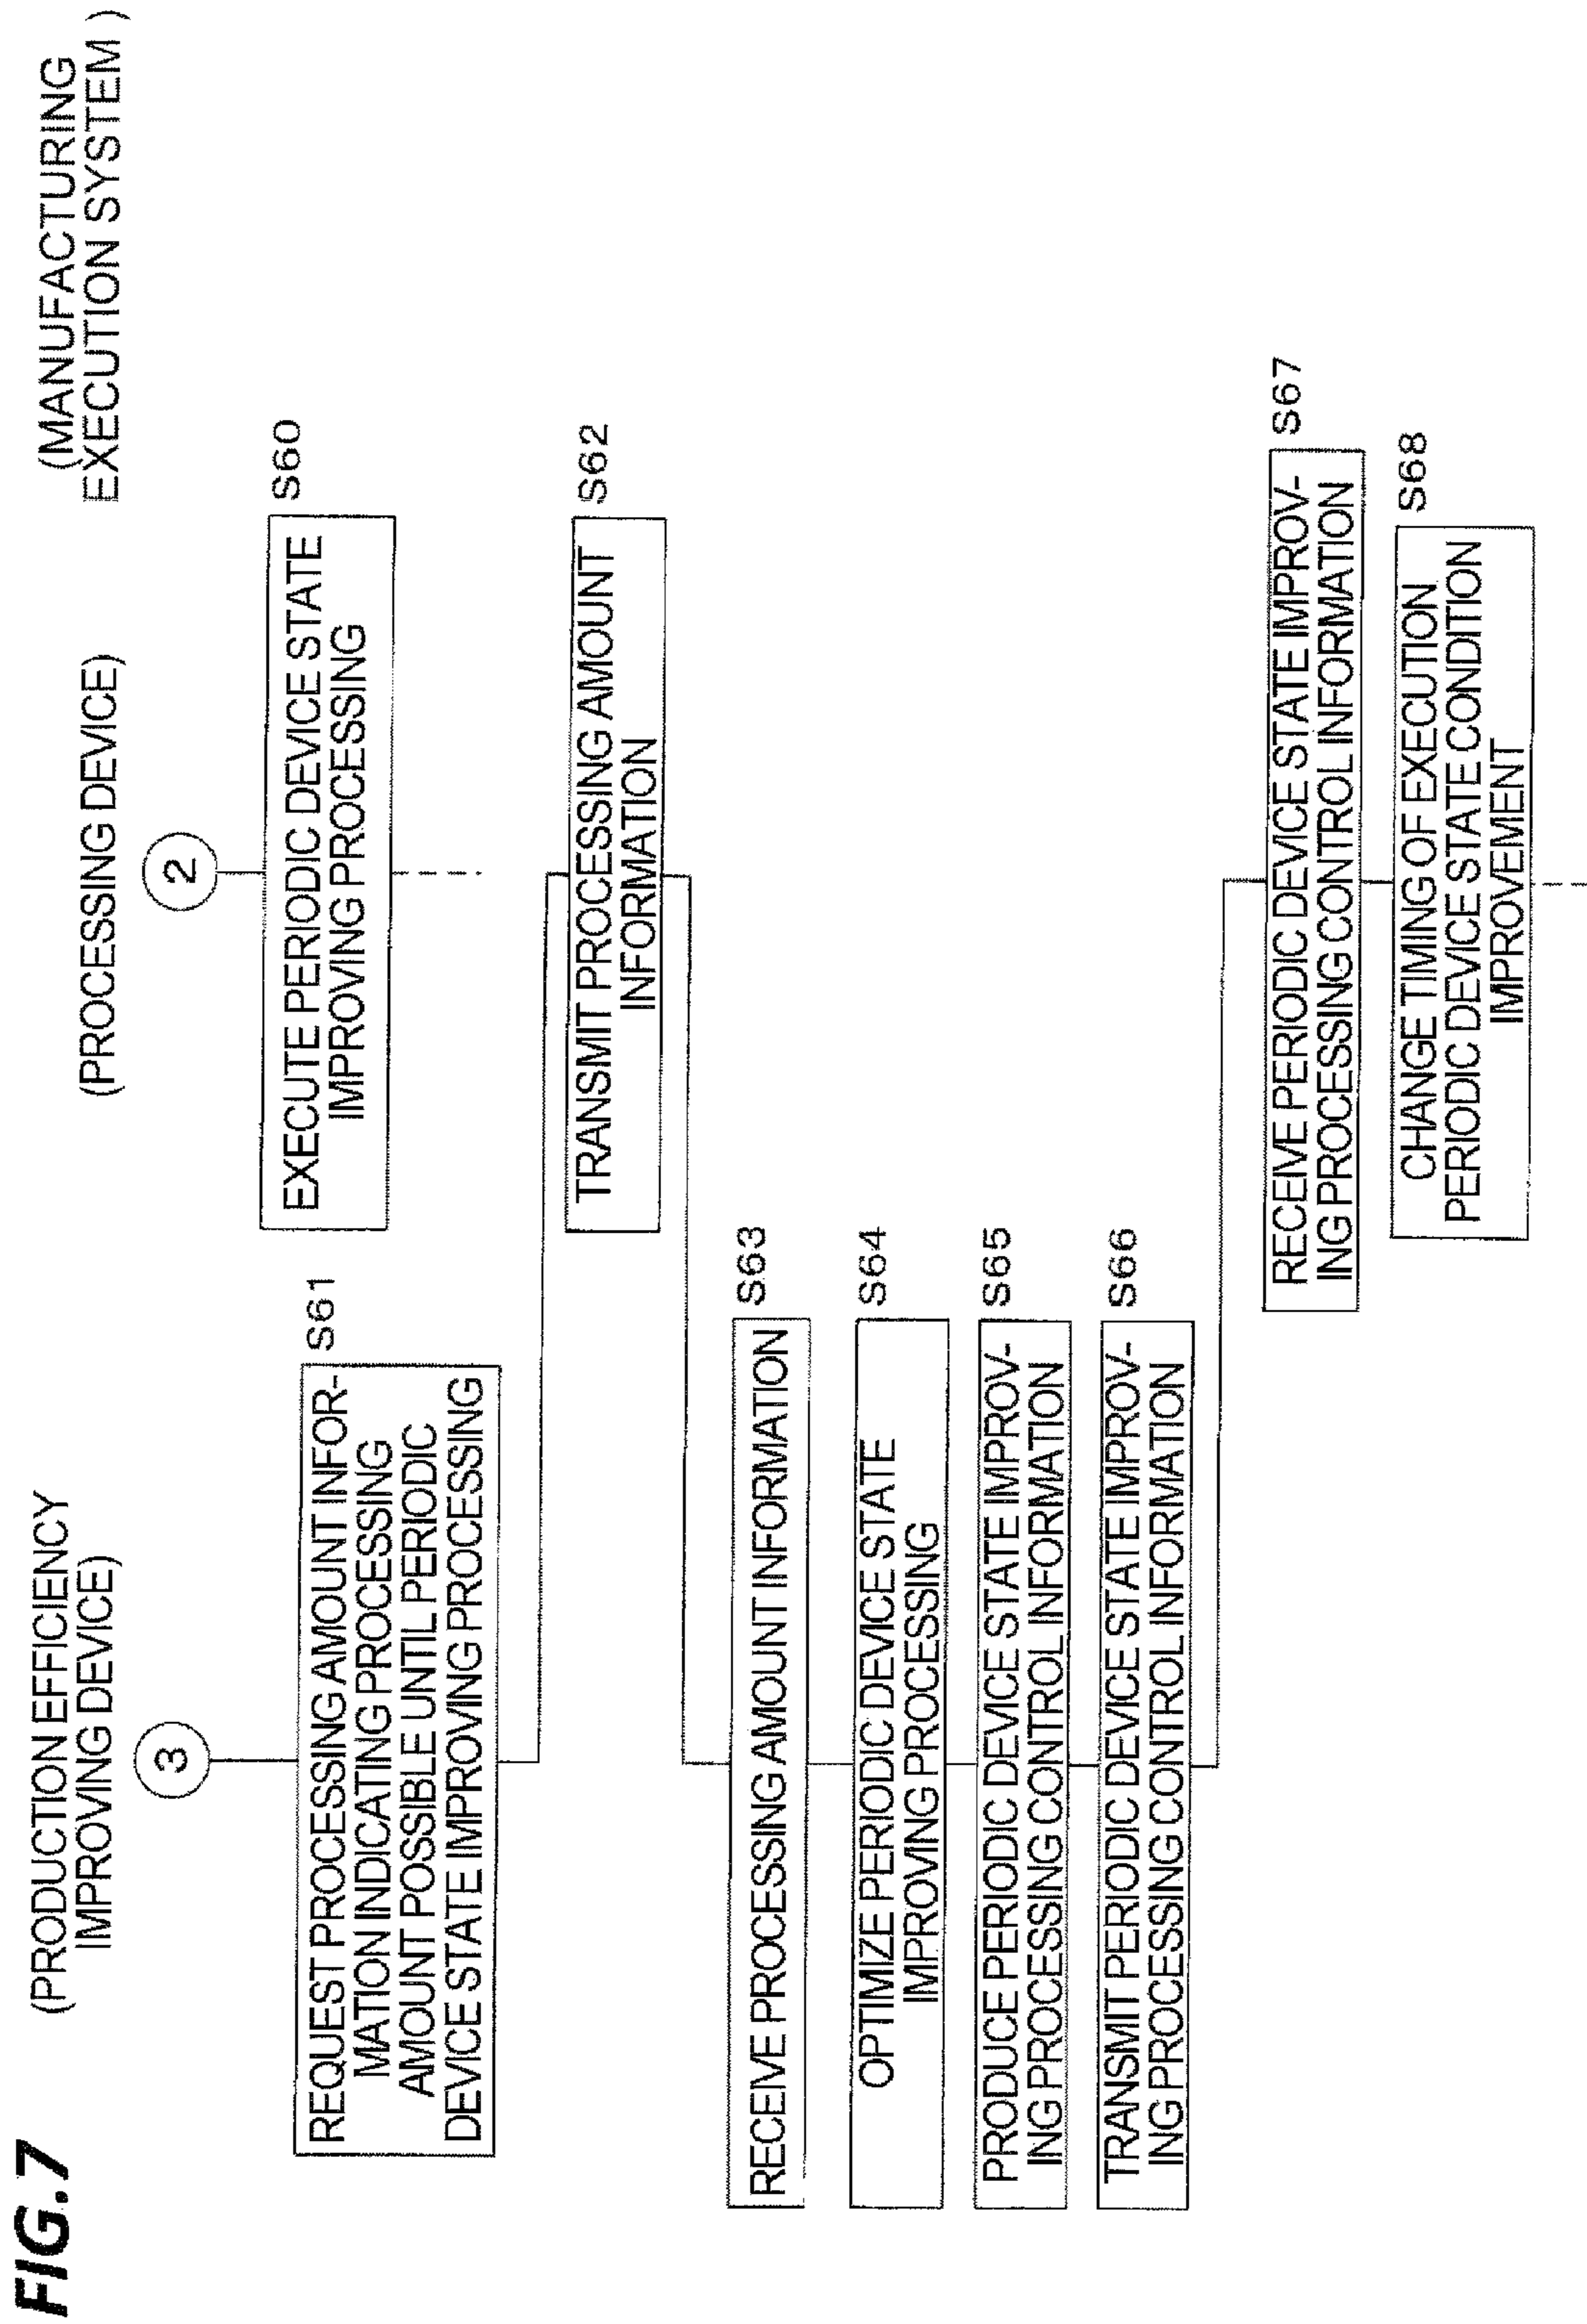 FIG.7
(PRODUCTION EFFICIENCY
IMPROVING DEVICE)
(PROCESSING DEVICE)
(MANUFACTURING
EXECUTION SYSTEM )
3
2
S61
REQUEST PROCESSING AMOUNT INFOR-
MATION INDICATING PROCESSING
AMOUNT POSSIBLE UNTIL PERIODIC
DEVICE STATE IMPROVING PROCESSING
S60
EXECUTE PERIODIC DEVICE STATE
IMPROVING PROCESSING
S62
TRANSMIT PROCESSING AMOUNT
INFORMATION
S63
RECEIVE PROCESSING AMOUNT INFORMATION
S64
OPTIMIZE PERIODIC DEVICE STATE
IMPROVING PROCESSING
S65
PRODUCE PERIODIC DEVICE STATE IMPROV-
ING PROCESSING CONTROL INFORMATION
S66
TRANSMIT PERIODIC DEVICE STATE IMPROV-
ING PROCESSING CONTROL INFORMATION
S67
RECEIVE PERIODIC DEVICE STATE IMPROV-
ING PROCESSING CONTROL INFORMATION
S68
CHANGE TIMING OF EXECUTION
PERIODIC DEVICE STATE CONDITION
IMPROVEMENT